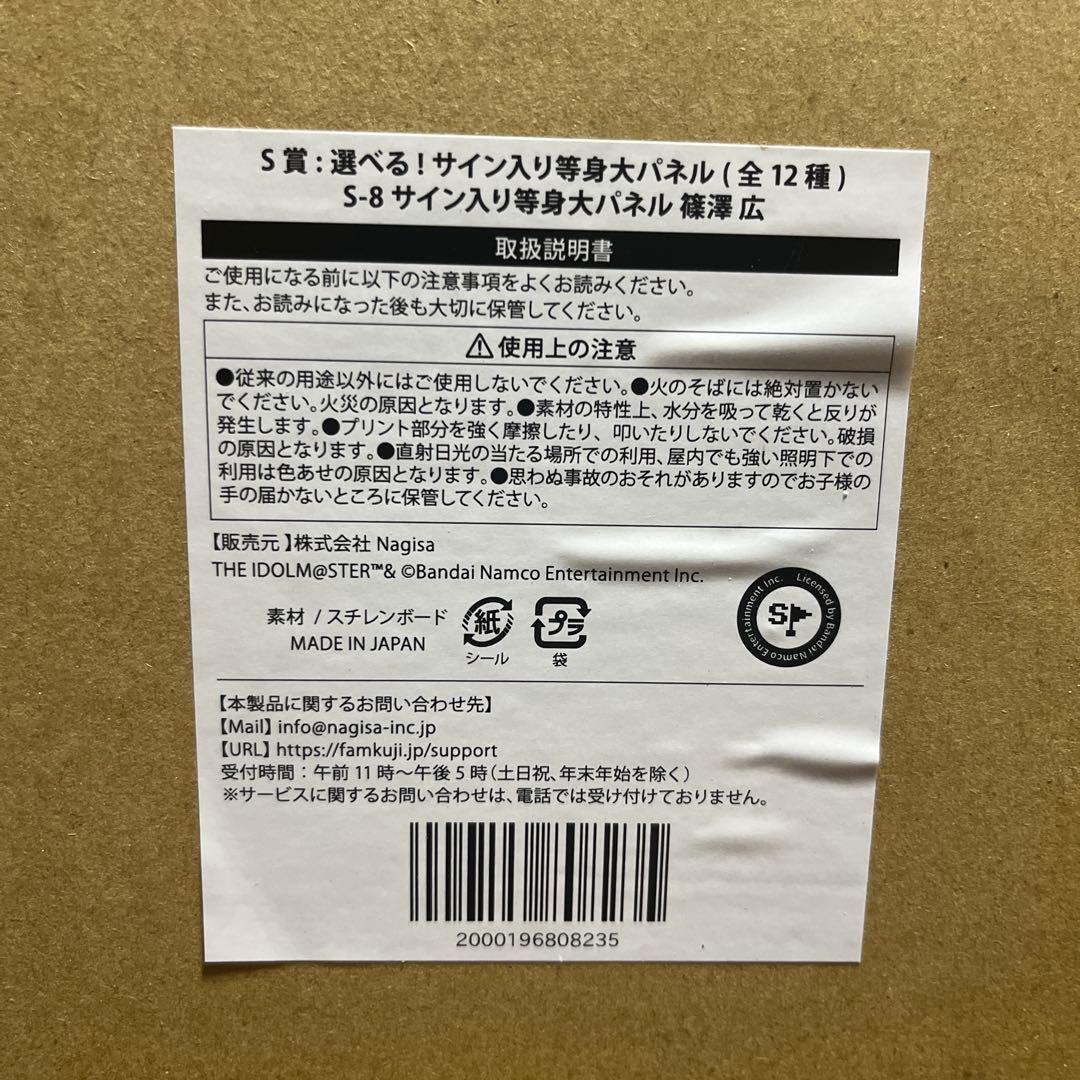 S 賞 : 選べる！サイン入り等身大パネル ( 全 12 種 )
S-8 サイン入り等身大パネル 篠澤 広
取扱説明書
ご使用になる前に以下の注意事項をよくお読みください。
また、お読みになった後も大切に保管してください。
⚠使用上の注意
●従来の用途以外にはご使用しないでください。●火のそばには絶対置かない
でください。火災の原因となります。●素材の特性上、水分を吸って乾くと反りが
発生します。●プリント部分を強く摩擦したり、叩いたりしないでください。破損
の原因となります。●直射日光の当たる場所での利用、屋内でも強い照明下での
利用は色あせの原因となります。●思わぬ事故のおそれがありますのでお子様の
手の届かないところに保管してください。
【販売元】株式会社 Nagisa
THE IDOLM@STER™& ©Bandai Namco Entertainment Inc.
素材 / スチレンボード
MADE IN JAPAN
紙
シール
プラ
袋
Licensed by Bandai Namco Entertainment Inc.
S
【本製品に関するお問い合わせ先】
【Mail】info@nagisa-inc.jp
【URL】https://famkuji.jp/support
受付時間：午前 11 時〜午後 5 時（土日祝、年末年始を除く）
※サービスに関するお問い合わせは、電話では受け付けておりません。
2000196808235